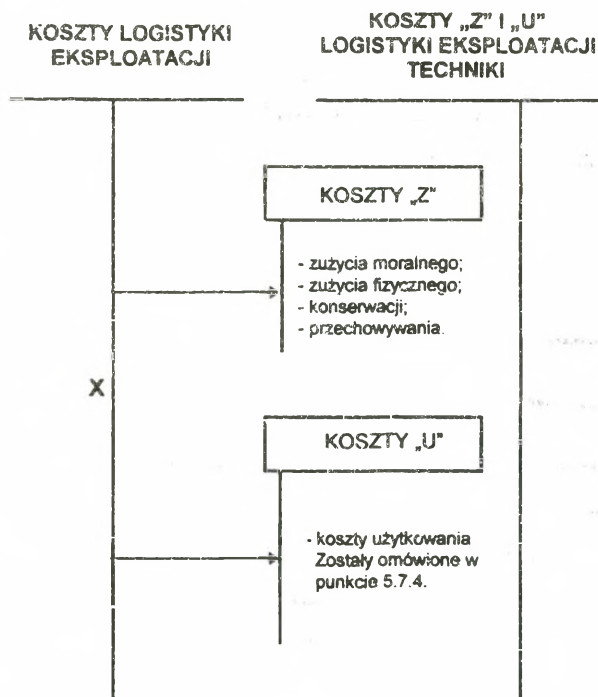 KOSZTY LOGISTYKI
EKSPLOATACJI
KOSZTY „Z” I „U”
LOGISTYKI EKSPLOATACJI
TECHNIKI
KOSZTY „Z”
- zużycia moralnego;
- zużycia fizycznego;
- konserwacji;
- przechowywania.
X
KOSZTY „U”
- koszty użytkowania
Zostały omówione w
punkcie 5.7.4.